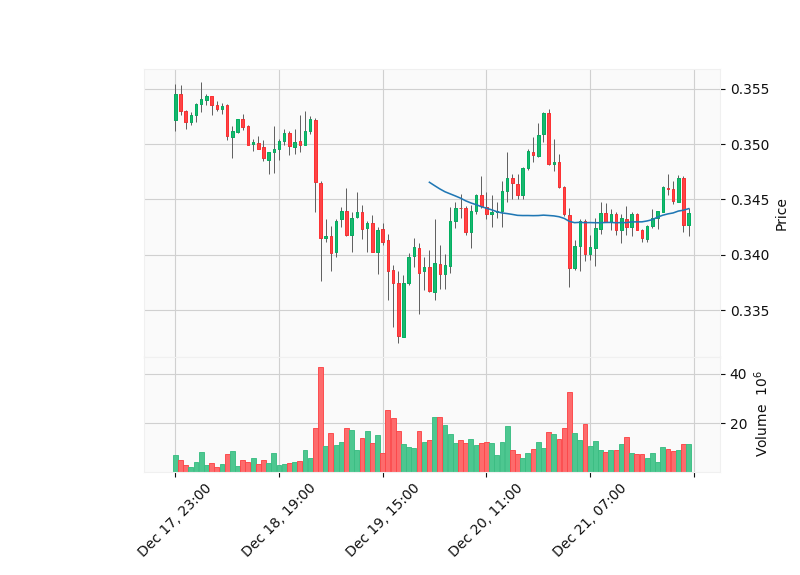 0.355
0.350
0.345
0.340
0.335
Price
40
20
Volume 10^6
Dec 17, 23:00
Dec 18, 19:00
Dec 19, 15:00
Dec 20, 11:00
Dec 21, 07:00